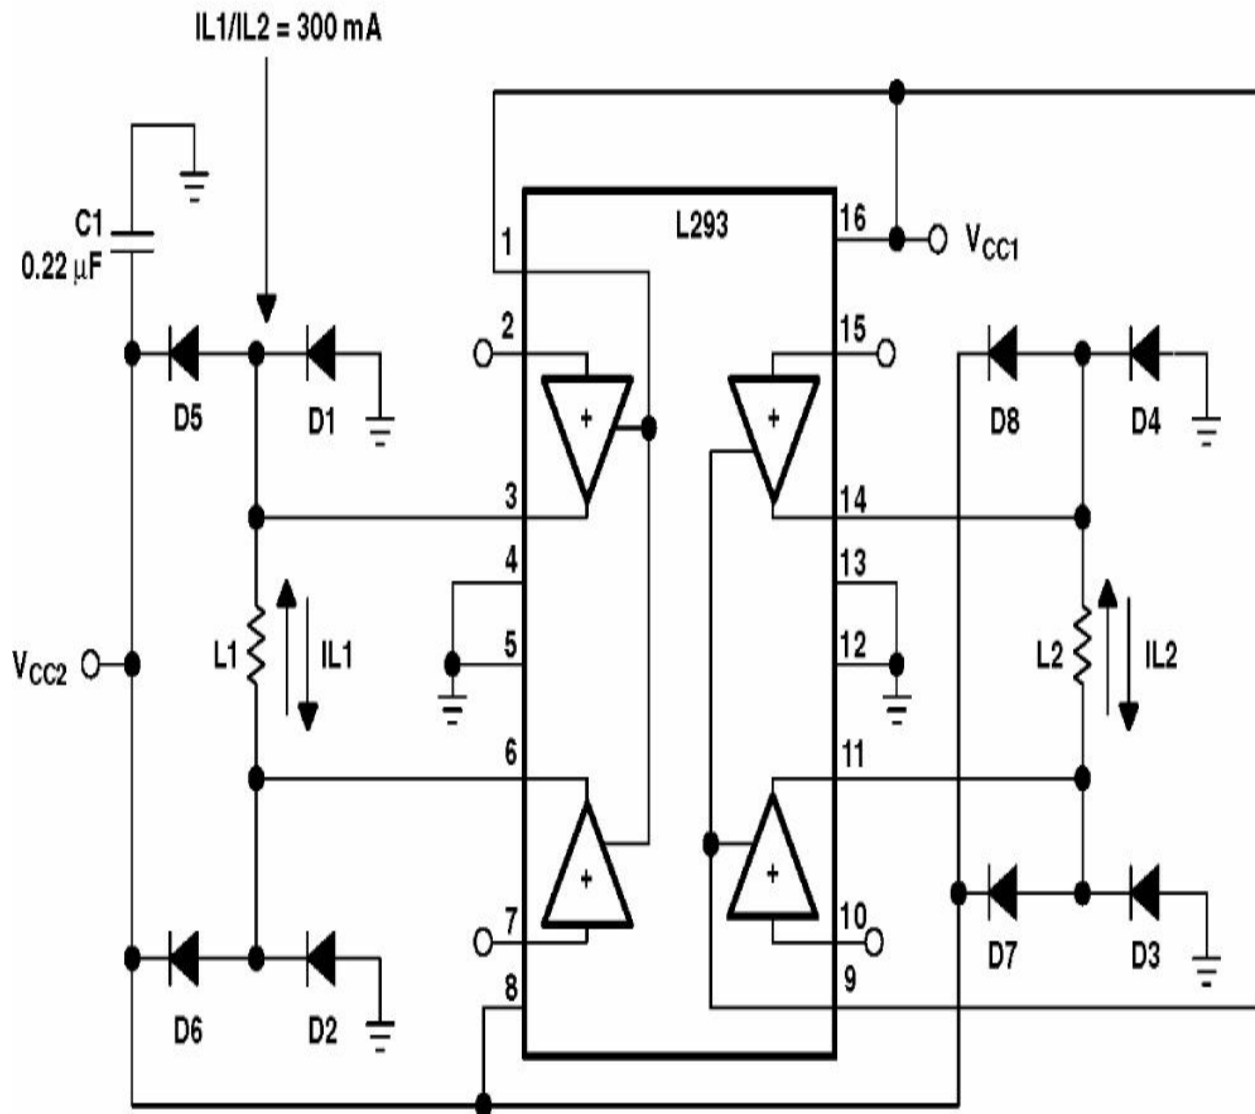 IL1/IL2 = 300 mA
C1
0.22 μF
L293
1
16
VCC1
2
15
+
+
D5
D1
D8
D4
3
14
4
13
5
12
VCC2
L1
IL1
L2
IL2
6
11
+
+
7
10
D6
D2
8
9
D7
D3